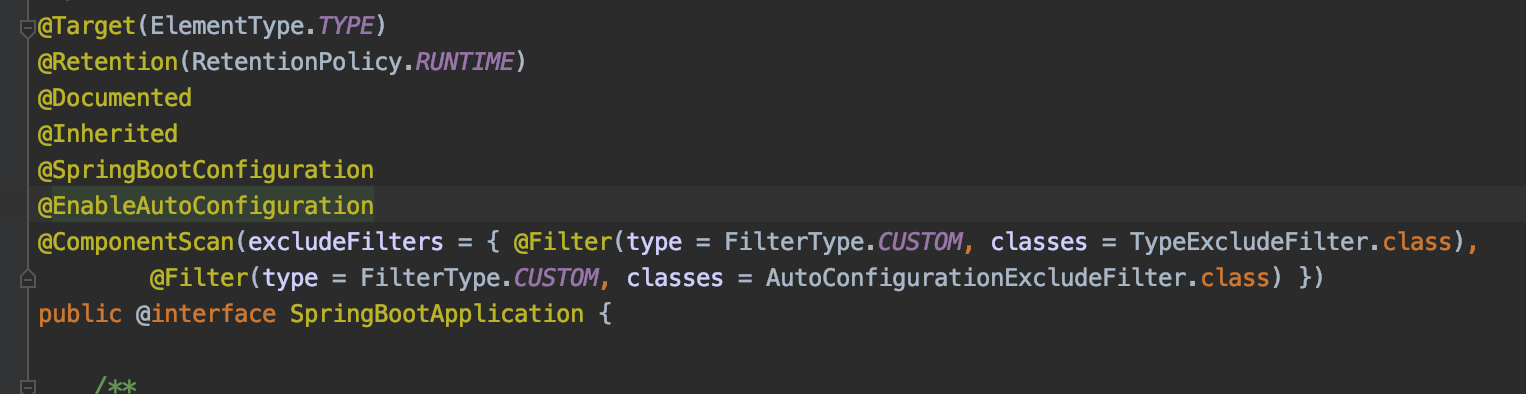 @Target(ElementType.TYPE)
@Retention(RetentionPolicy.RUNTIME)
@Documented
@Inherited
@SpringBootConfiguration
@EnableAutoConfiguration
@ComponentScan(excludeFilters = { @Filter(type = FilterType.CUSTOM, classes = TypeExcludeFilter.class),
        @Filter(type = FilterType.CUSTOM, classes = AutoConfigurationExcludeFilter.class) })
public @interface SpringBootApplication {
    /**